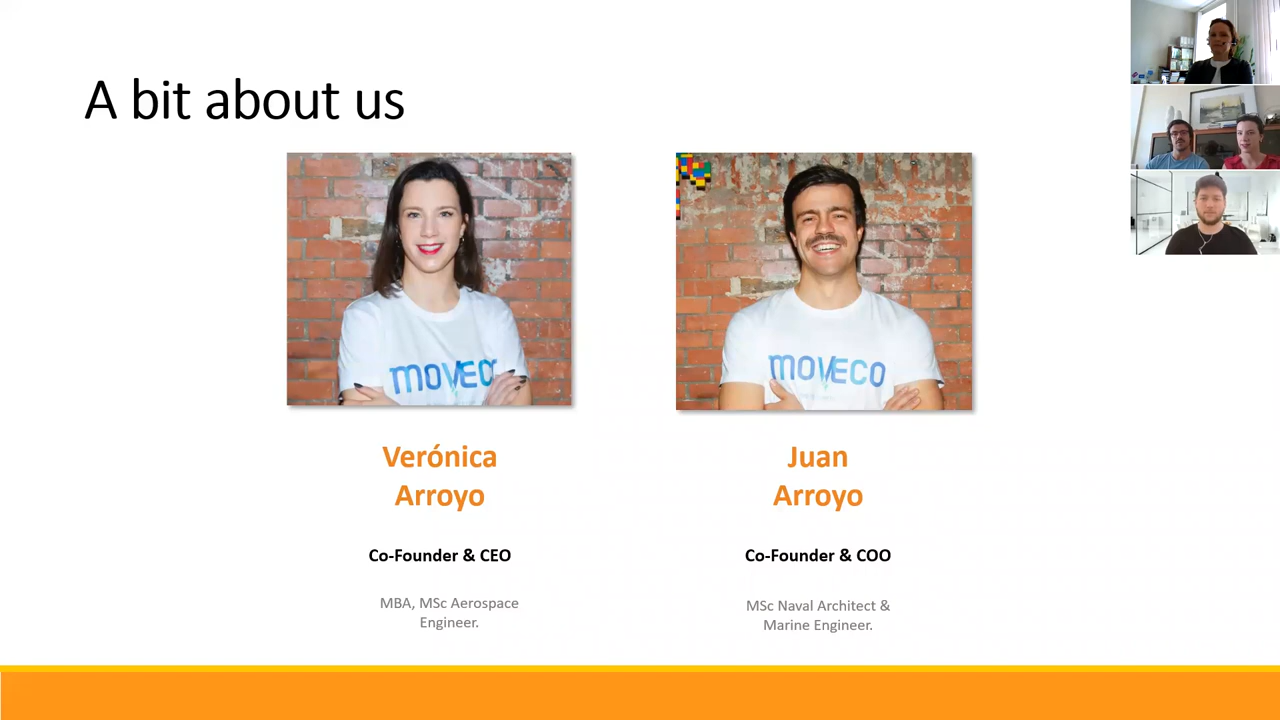 A bit about us
moveco
moveco
Verónica
Arroyo
Co-Founder & CEO
MBA, MSc Aerospace
Engineer.
Juan
Arroyo
Co-Founder & COO
MSc Naval Architect &
Marine Engineer.